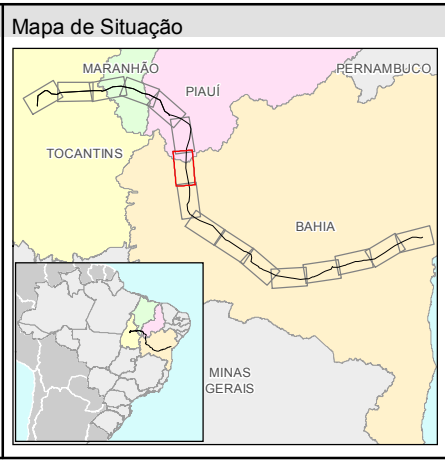 Mapa de Situação
MARANHÃO
PERNAMBUCO
PIAUÍ
TOCANTINS
BAHIA
MINAS
GERAIS